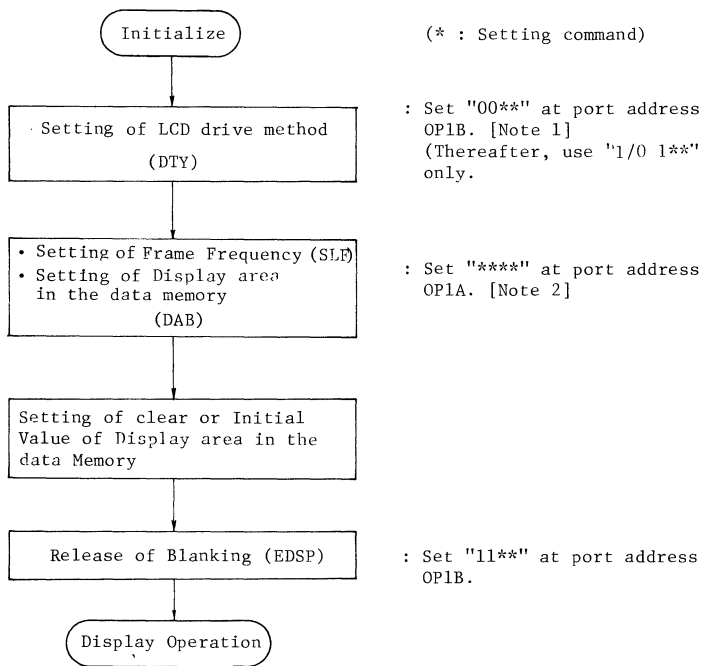 Initialize
(* : Setting command)
Setting of LCD drive method
(DTY)
: Set "00**" at port address
OP1B. [Note 1]
(Thereafter, use "1/0 1**"
only.
• Setting of Frame Frequency (SLF)
• Setting of Display area
in the data memory
(DAB)
: Set "****" at port address
OP1A. [Note 2]
Setting of clear or Initial
Value of Display area in the
data Memory
Release of Blanking (EDSP)
: Set "11**" at port address
OP1B.
Display Operation